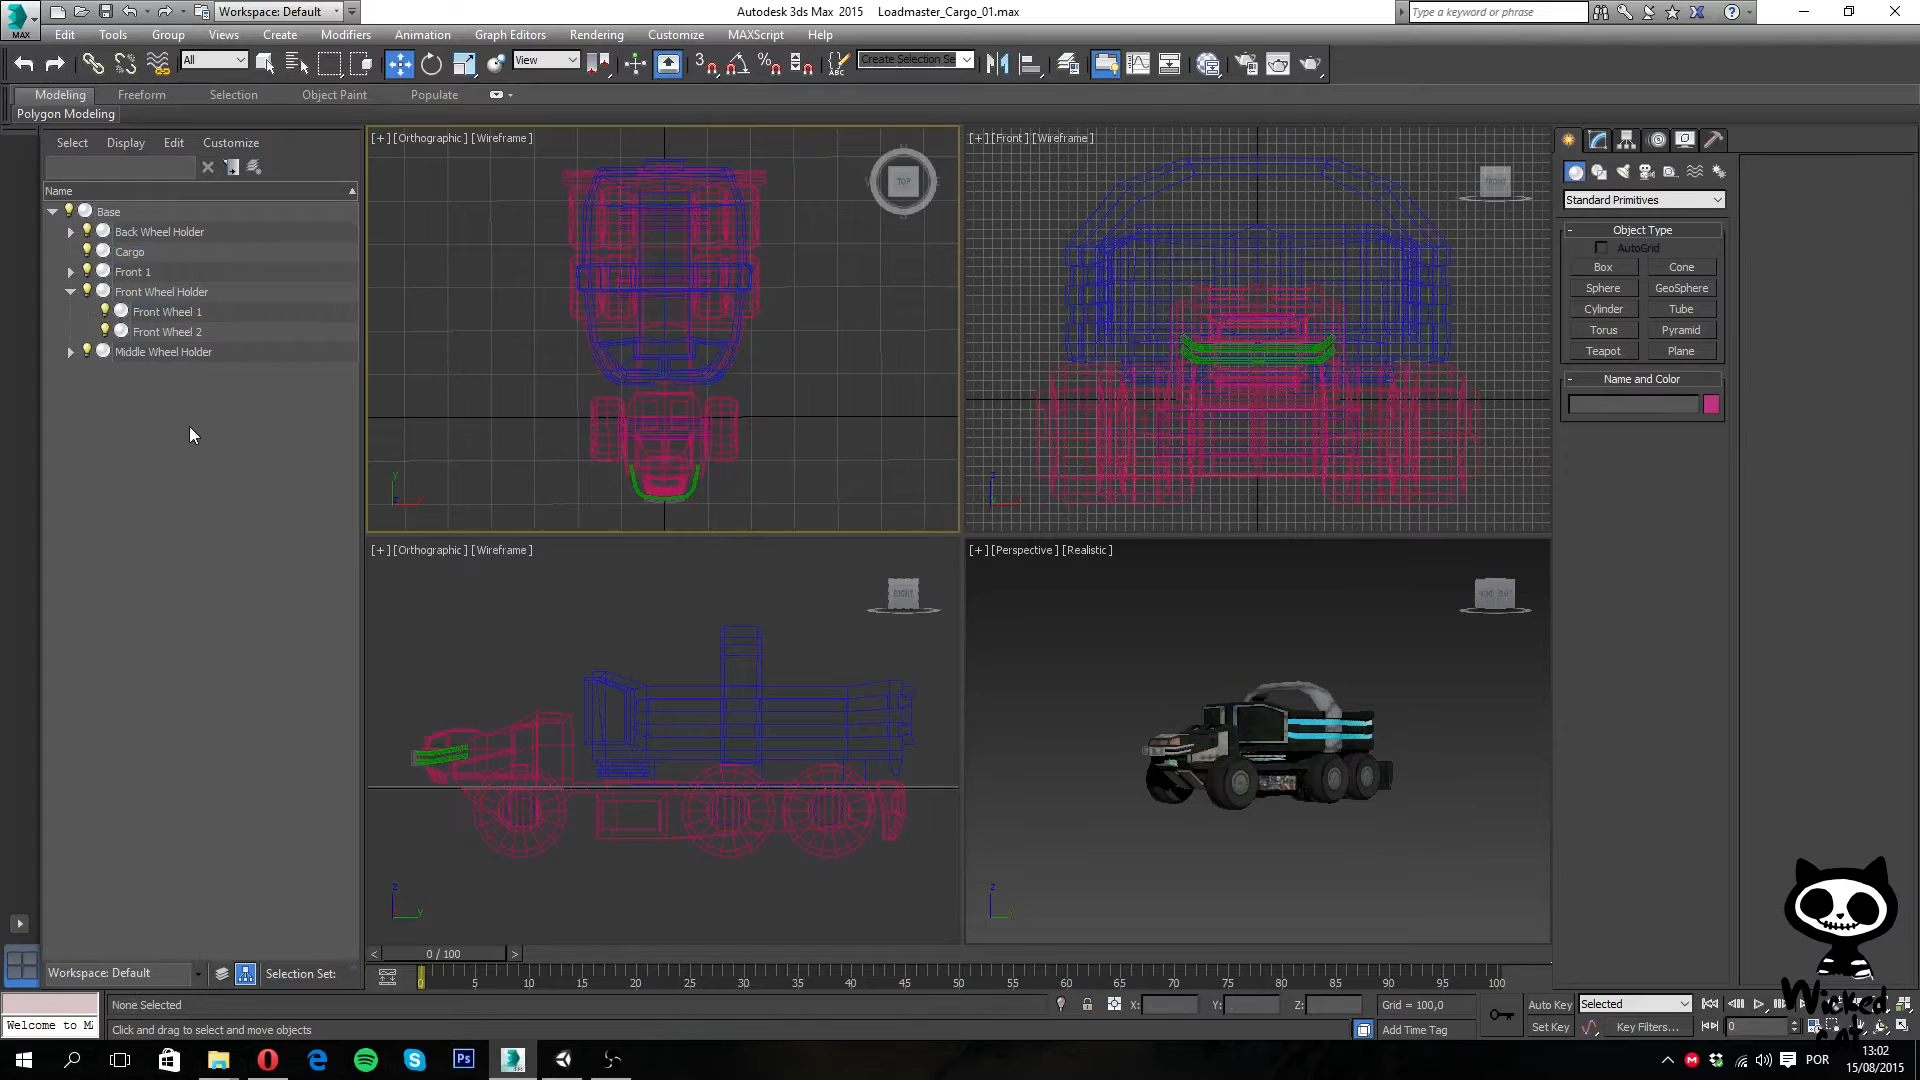 Workspace: Default
Autodesk 3ds Max 2015 Loadmaster_Cargo_01.max
Type a keyword or phrase
MAX
Edit Tools Group Views Create Modifiers Animation Graph Editors Rendering Customize MAXScript Help
All
View
Create Selection Se
Modeling Freeform Selection Object Paint Populate
Polygon Modeling
Select Display Edit Customize
Name
Base
Back Wheel Holder
Cargo
Front 1
Front Wheel Holder
Front Wheel 1
Front Wheel 2
Middle Wheel Holder
[+] [Orthographic] [Wireframe]
TOP
[+] [Front] [Wireframe]
FRONT
[+] [Orthographic] [Wireframe]
RIGHT
[+] [Perspective] [Realistic]
Standard Primitives
Object Type
AutoGrid
Box Cone
Sphere GeoSphere
Cylinder Tube
Torus Pyramid
Teapot Plane
Name and Color
0 / 100
Workspace: Default
Selection Set:
0 5 10 15 20 25 30 35 40 45 50 55 60 65 70 75 80 85 90 95 100
None Selected
X: Y: Z: Grid = 100,0
Auto Key Selected
Welcome to M
Click and drag to select and move objects
Add Time Tag
Set Key Key Filters... 0
Wicked Cat
POR
13:02
15/08/2015